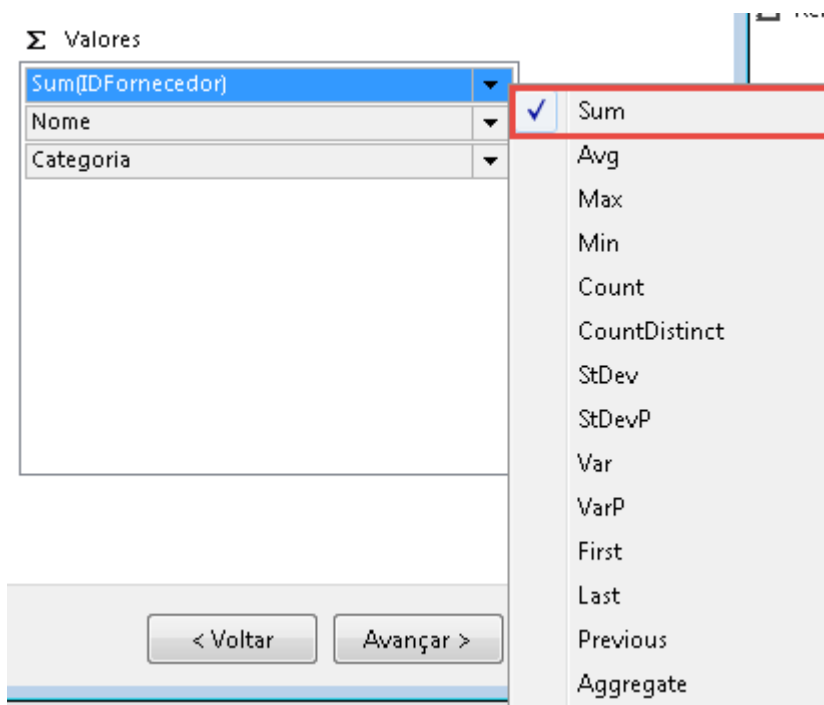 Σ Valores
Sum(IDFornecedor)
Nome
Categoria
Sum
Avg
Max
Min
Count
CountDistinct
StDev
StDevP
Var
VarP
First
Last
Previous
Aggregate
< Voltar
Avançar >